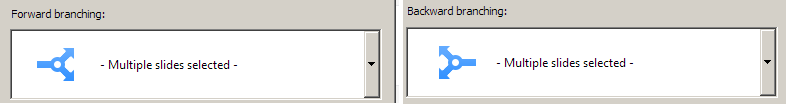 Forward branching:
- Multiple slides selected -
Backward branching:
- Multiple slides selected -